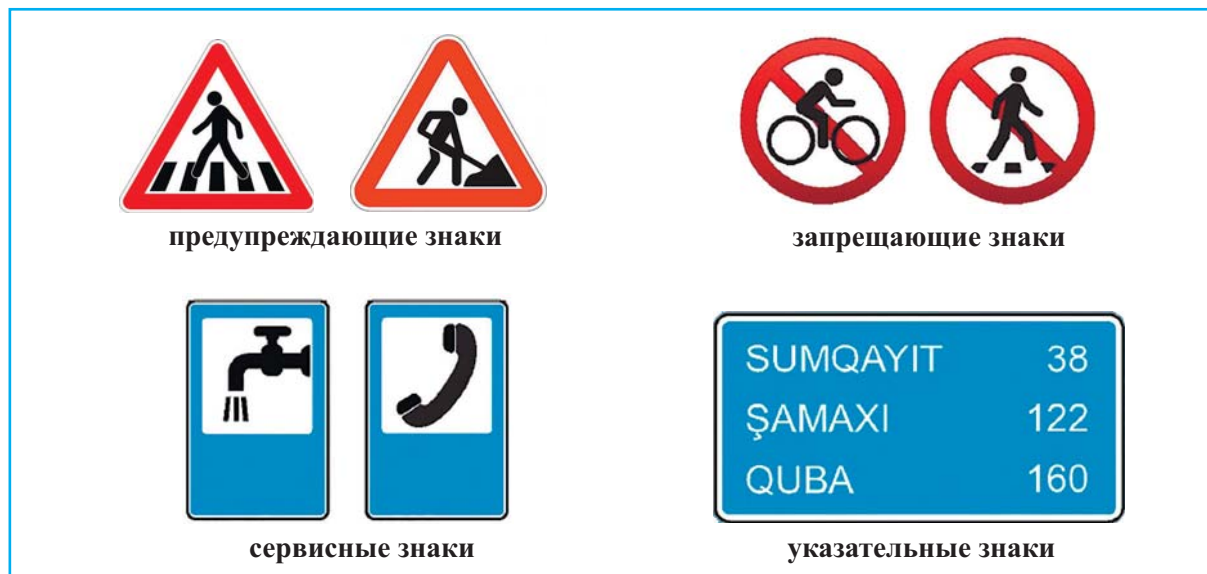 предупреждающие знаки
запрещающие знаки
сервисные знаки
SUMQAYIT 38
ŞAMAXI 122
QUBA 160
указательные знаки